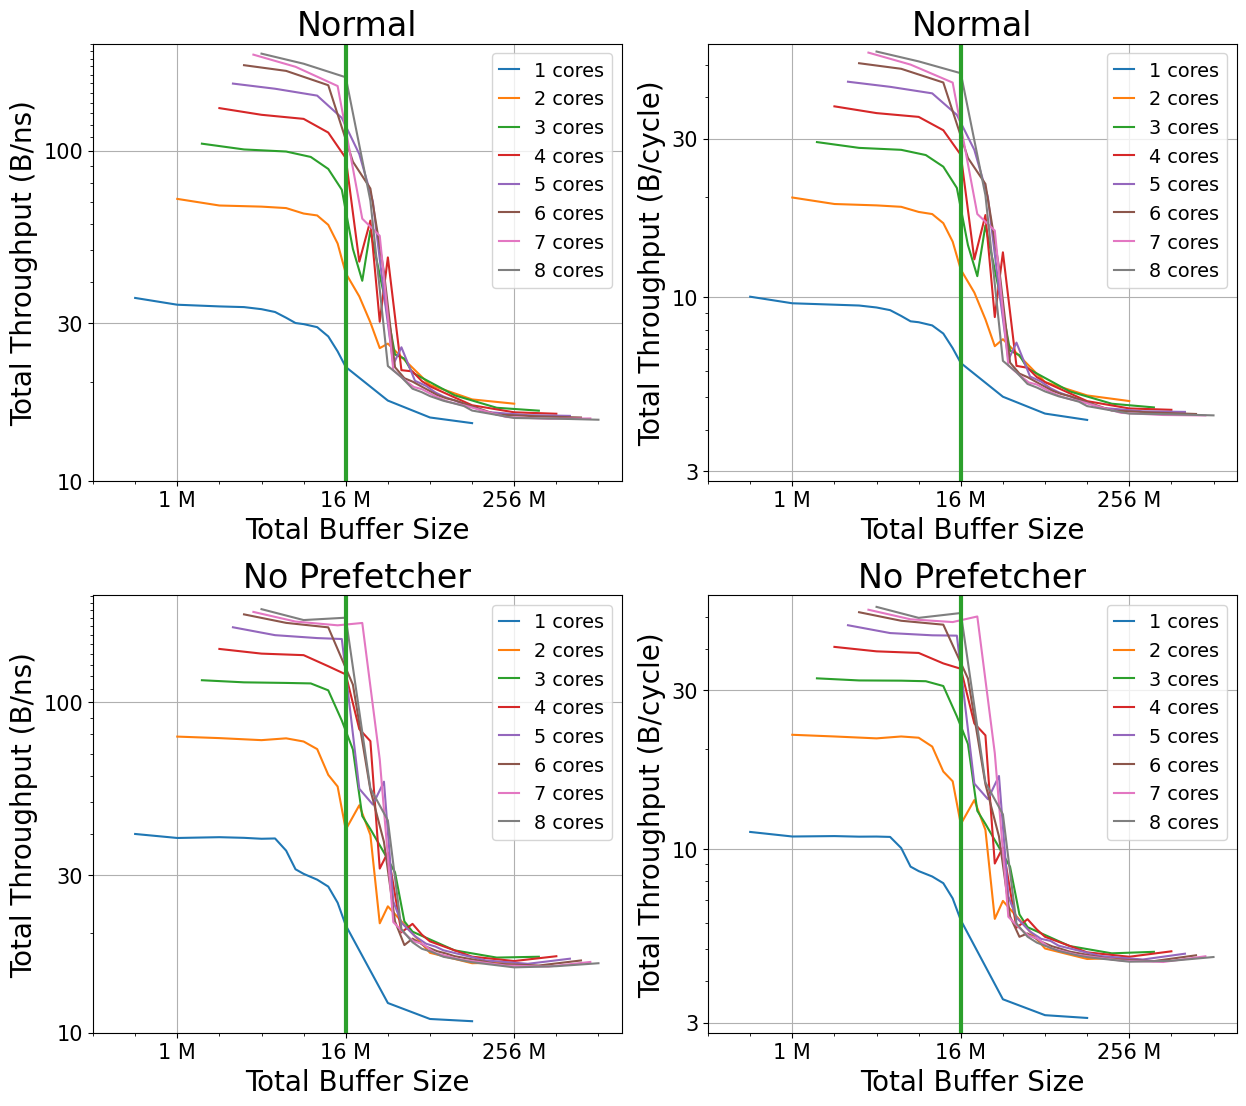 Normal
Total Throughput (B/ns)
100
30
10
1 M
16 M
256 M
Total Buffer Size
1 cores
2 cores
3 cores
4 cores
5 cores
6 cores
7 cores
8 cores
Normal
Total Throughput (B/cycle)
30
10
3
1 M
16 M
256 M
Total Buffer Size
1 cores
2 cores
3 cores
4 cores
5 cores
6 cores
7 cores
8 cores
No Prefetcher
Total Throughput (B/ns)
100
30
10
1 M
16 M
256 M
Total Buffer Size
1 cores
2 cores
3 cores
4 cores
5 cores
6 cores
7 cores
8 cores
No Prefetcher
Total Throughput (B/cycle)
30
10
3
1 M
16 M
256 M
Total Buffer Size
1 cores
2 cores
3 cores
4 cores
5 cores
6 cores
7 cores
8 cores